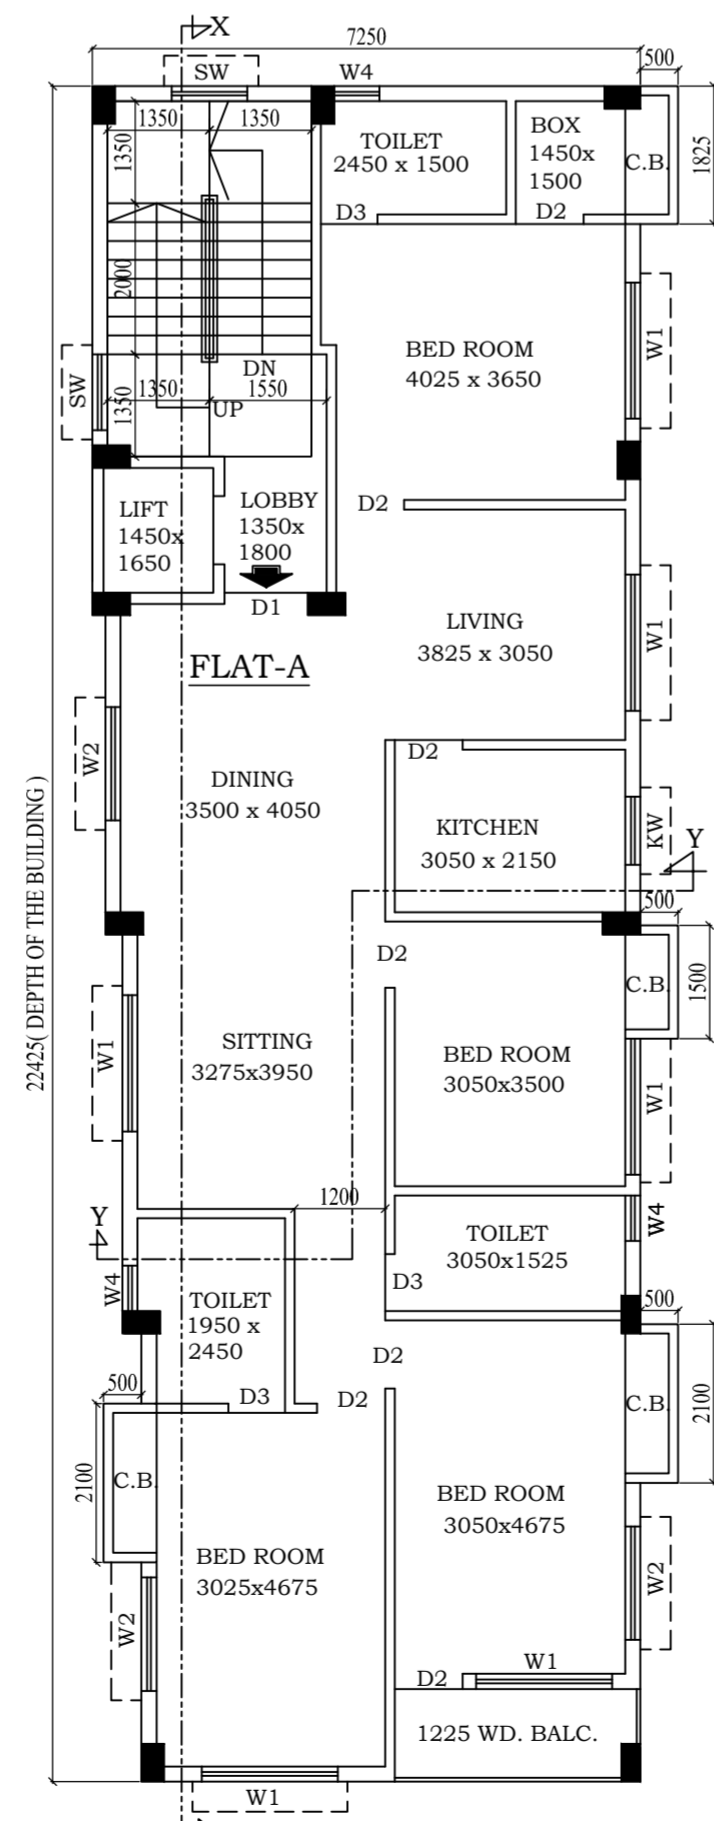 X
7250
500
SW
W4
1350
1350
1350
TOILET
2450 x 1500
BOX
1450x
1500
C.B.
1825
D3
D2
2000
W1
BED ROOM
4025 x 3650
DN
SW
1350
1350
1550
UP
D2
LIFT
1450x
1650
LOBBY
1350x
1800
D1
LIVING
3825 x 3050
W1
FLAT-A
W2
D2
DINING
3500 x 4050
KITCHEN
3050 x 2150
KW
Y
22425( DEPTH OF THE BUILDING )
500
D2
C.B.
1500
SITTING
3275x3950
W1
BED ROOM
3050x3500
W1
1200
Y
W4
TOILET
3050x1525
W4
D3
TOILET
1950 x
2450
500
D2
500
D3
D2
C.B.
2100
2100
C.B.
BED ROOM
3050x4675
BED ROOM
3025x4675
W2
W2
W1
D2
1225 WD. BALC.
W1